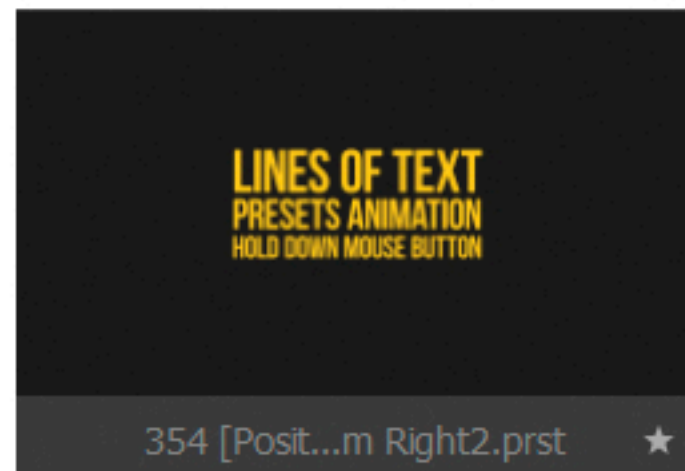 LINES OF TEXT
PRESETS ANIMATION
HOLD DOWN MOUSE BUTTON
354 [Posit...m Right2.prst